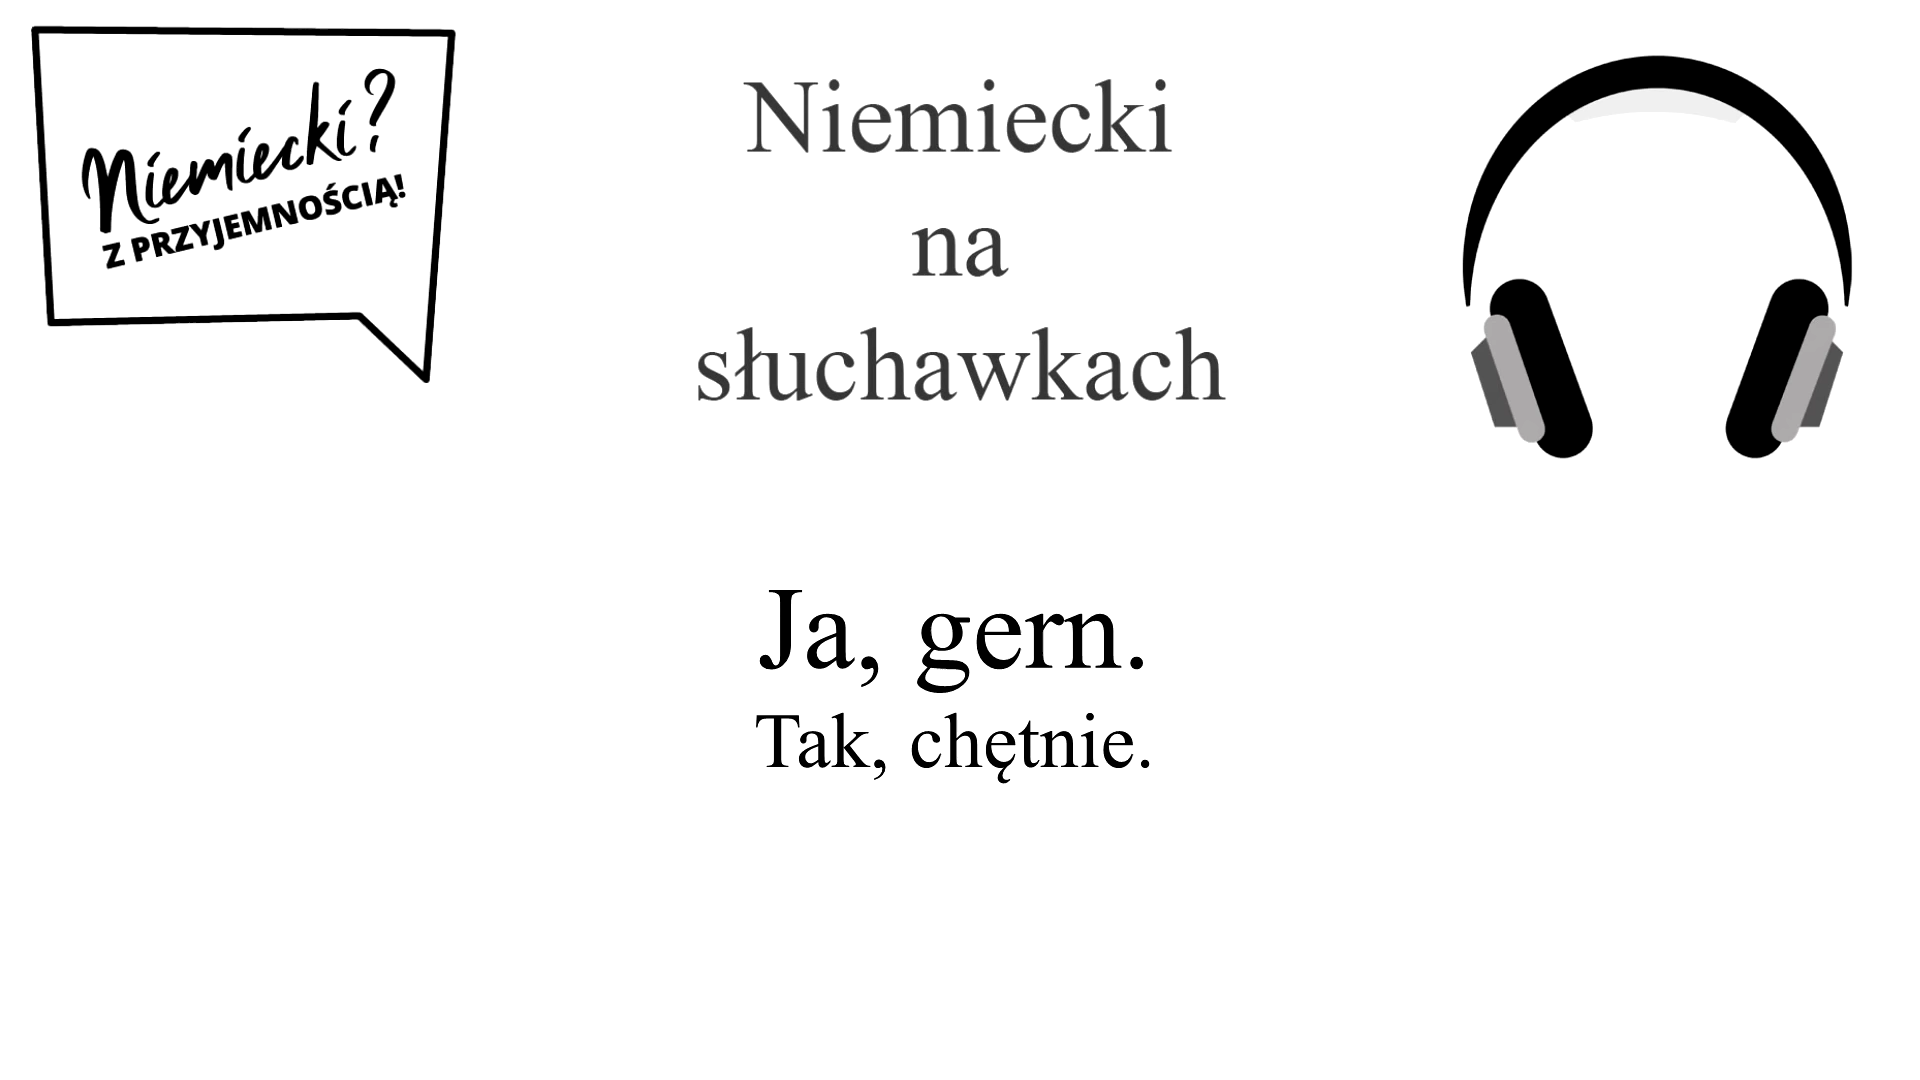 Niemiecki?
Z PRZYJEMNOŚCIĄ!
Niemiecki
na
słuchawkach
Ja, gern.
Tak, chętnie.